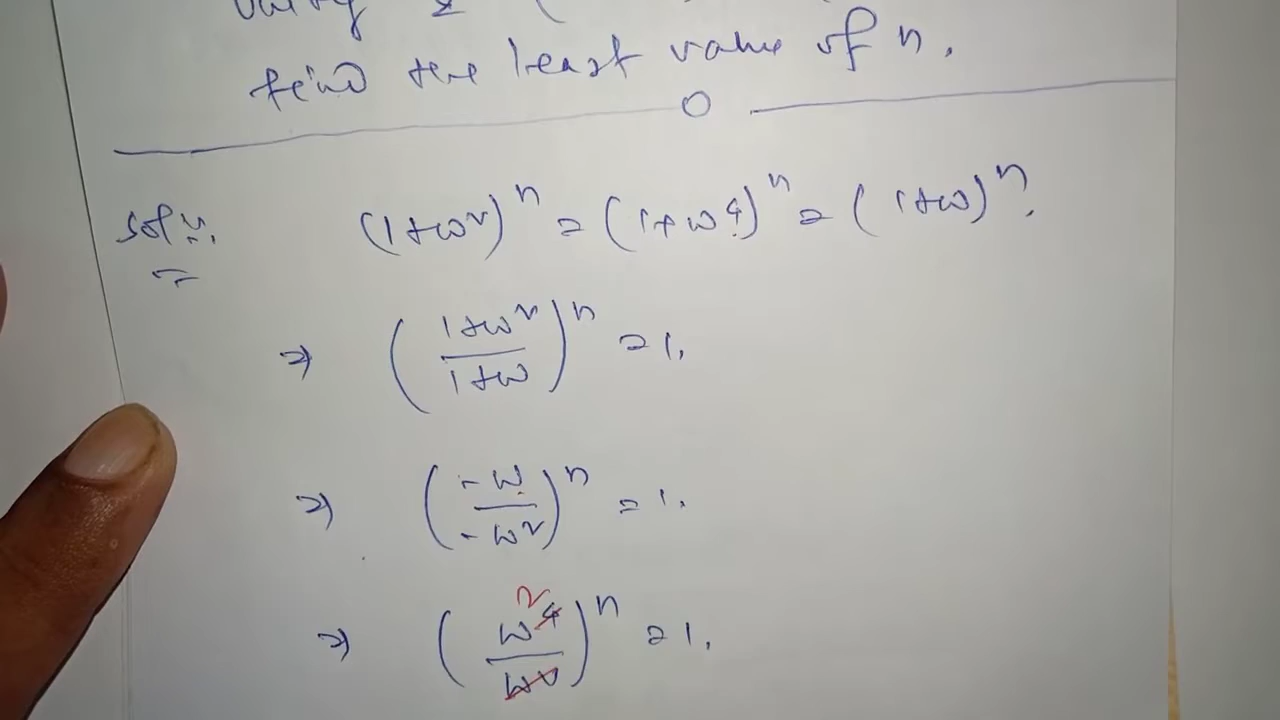 find the least value of n.
Soln. (1+ω²)ⁿ = (1+ω⁴)ⁿ = (1+ω)ⁿ.
⇒ ((1+ω²)/(1+ω))ⁿ = 1.
⇒ ((-ω)/(-ω²))ⁿ = 1.
⇒ (ω⁴/ω²)ⁿ = 1.
2